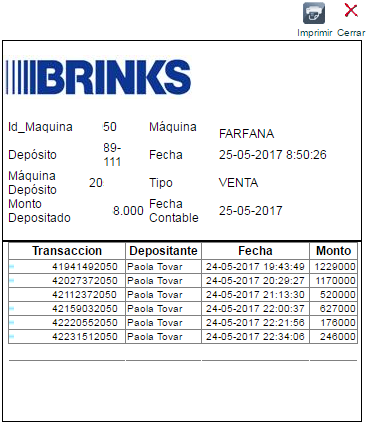 Imprimir Cerrar
BRINKS
Id_Maquina 50 Máquina FARFANA
Depósito 89-111 Fecha 25-05-2017 8:50:26
Máquina Depósito 20 Tipo VENTA
Monto Depositado 8.000 Fecha Contable 25-05-2017
Transaccion Depositante Fecha Monto
41941492050 Paola Tovar 24-05-2017 19:43:49 1229000
42027372050 Paola Tovar 24-05-2017 20:29:27 1170000
42112372050 Paola Tovar 24-05-2017 21:13:30 520000
42159032050 Paola Tovar 24-05-2017 22:00:37 627000
42220552050 Paola Tovar 24-05-2017 22:21:56 176000
42231512050 Paola Tovar 24-05-2017 22:34:06 246000